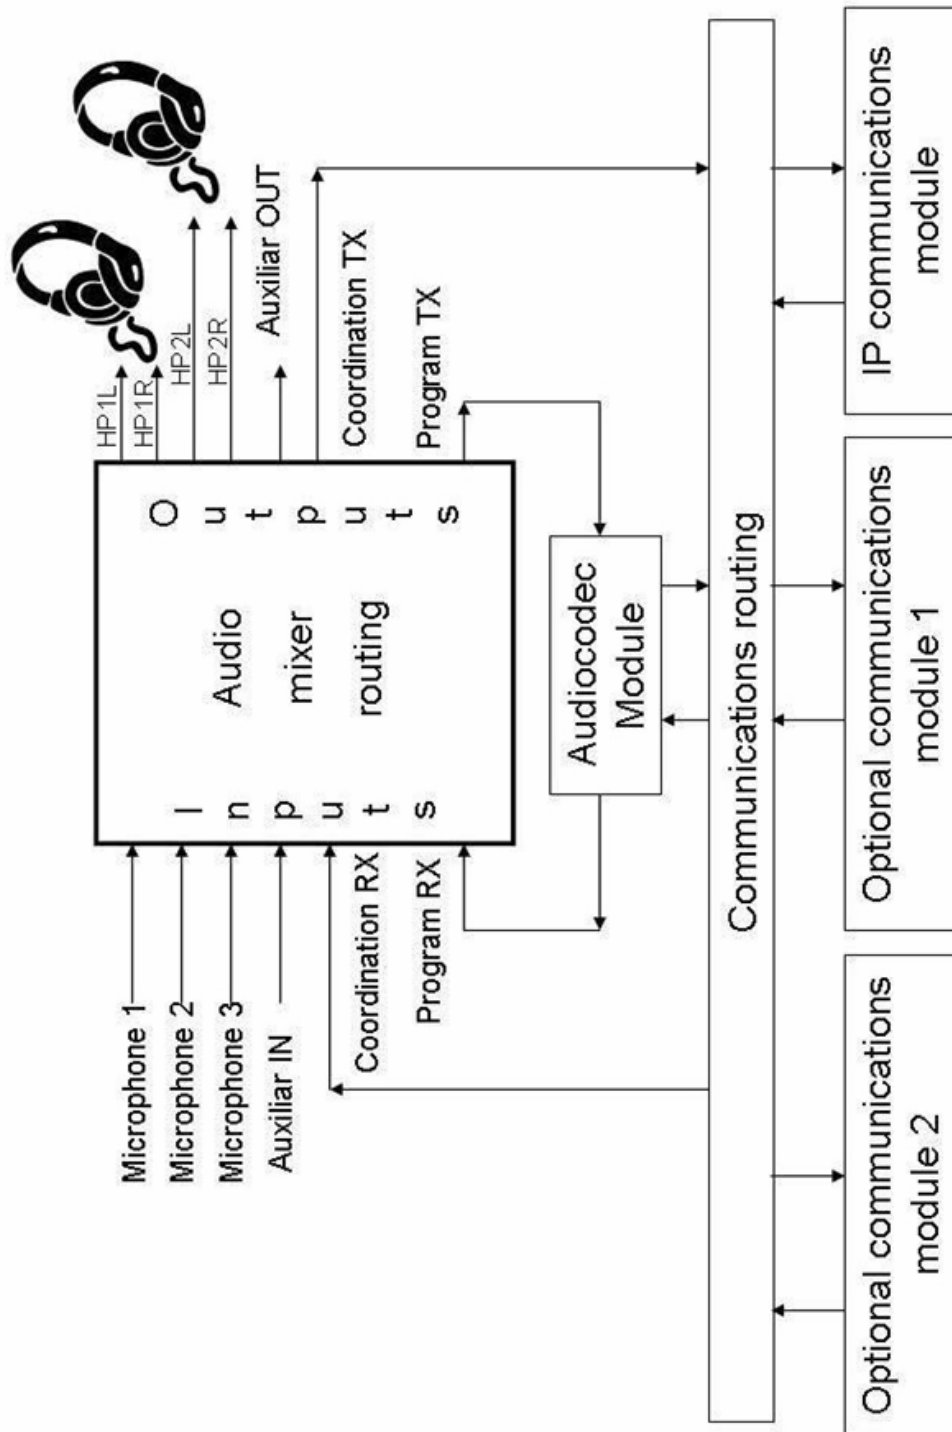 HP1L
HP1R
HP2L
HP2R
Auxiliar OUT
Coordination TX
Program TX
Microphone 1
Microphone 2
Microphone 3
Auxiliar IN
Coordination RX
Program RX
Inputs
Audio
mixer
routing
Outputs
Audiocodec
Module
Communications routing
Optional communications
module 2
Optional communications
module 1
IP communications
module